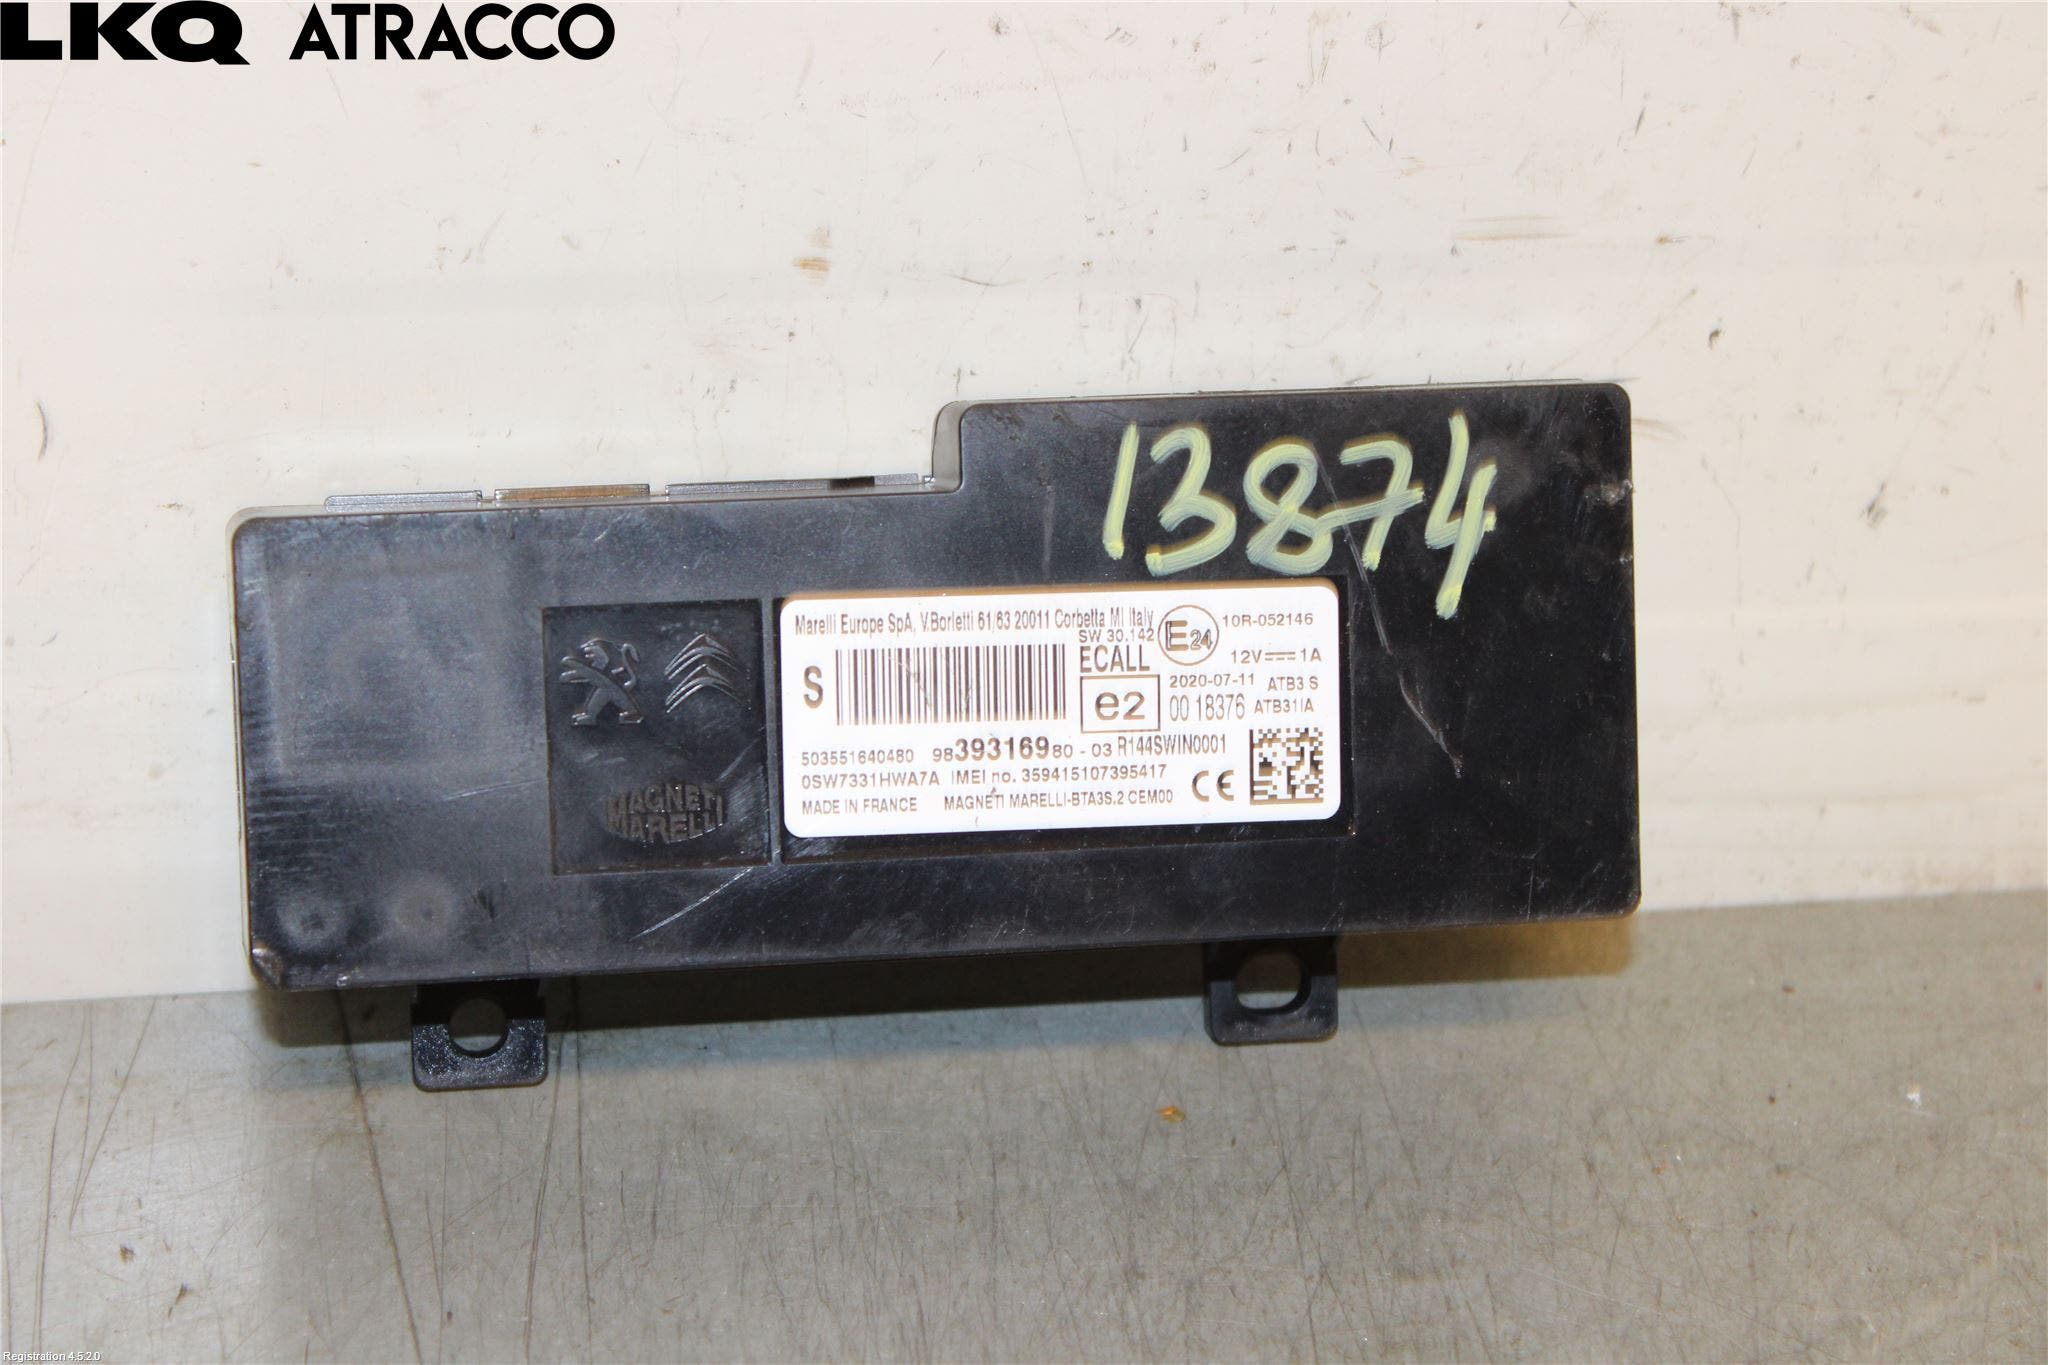 LKQ ATRACCO
13874
Marelli Europe SpA, V.Borletti 61/63 20011 Corbetta MI Italy
SW 30.142
E24
10R-052146
ECALL
12V 1A
S
e2
2020-07-11 ATB3 S
00 18376 ATB31IA
503551640480 9839316980 - 03 R144SWIN0001
0SW7331HWA7A IMEI no. 359415107395417
MADE IN FRANCE MAGNETI MARELLI-BTA3S.2 CEM00
CE
MAGNETI
MARELLI
Registration 4.5.2.0